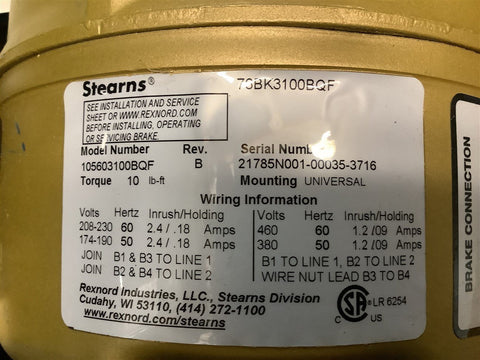 Stearns® 76BK3100BQF
SEE INSTALLATION AND SERVICE
SHEET OR WWW.REXNORD.COM
BEFORE INSTALLING, OPERATING
OR SERVICING BRAKE.
Model Number Rev. Serial Number
105603100BQF B 21785N001-00035-3716
Torque 10 lb-ft Mounting UNIVERSAL
Wiring Information
Volts Hertz Inrush/Holding Volts Hertz Inrush/Holding
208-230 60 2.4 / .18 Amps 460 60 1.2 /09 Amps
174-190 50 2.4 / .18 Amps 380 50 1.2 /09 Amps
JOIN B1 & B3 TO LINE 1 B1 TO LINE 1, B2 TO LINE 2
JOIN B2 & B4 TO LINE 2 WIRE NUT LEAD B3 TO B4
Rexnord Industries, LLC., Stearns Division
Cudahy, WI 53110, (414) 272-1100
www.rexnord.com/stearns
CSA US LR 6254
BRAKE CONNECTION